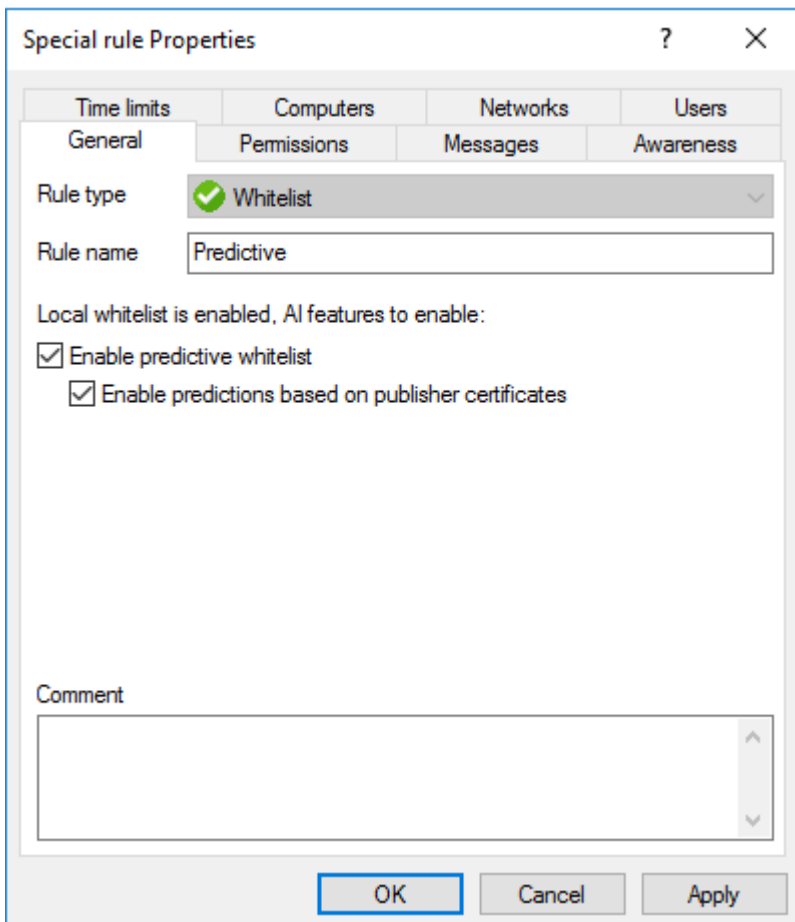 Special rule Properties ?
Time limits Computers Networks Users
General Permissions Messages Awareness
Rule type Whitelist
Rule name Predictive
Local whitelist is enabled, AI features to enable:
Enable predictive whitelist
Enable predictions based on publisher certificates
Comment
OK Cancel Apply